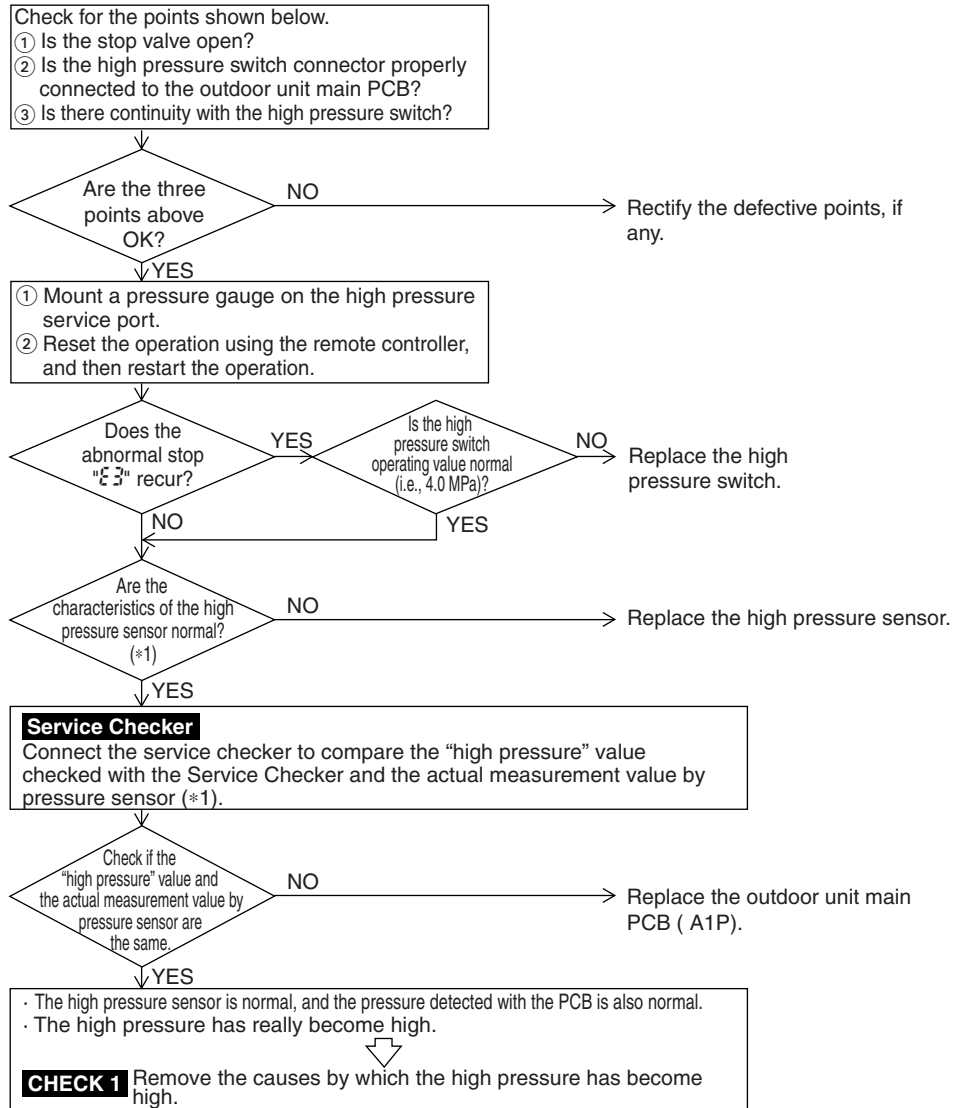 Check for the points shown below.
① Is the stop valve open?
② Is the high pressure switch connector properly
connected to the outdoor unit main PCB?
③ Is there continuity with the high pressure switch?
Are the three
points above
OK?
NO
Rectify the defective points, if
any.
YES
① Mount a pressure gauge on the high pressure
service port.
② Reset the operation using the remote controller,
and then restart the operation.
Does the
abnormal stop
"E3" recur?
YES
Is the high
pressure switch
operating value normal
(i.e., 4.0 MPa)?
NO
Replace the high
pressure switch.
NO
YES
Are the
characteristics of the high
pressure sensor normal?
(*1)
NO
Replace the high pressure sensor.
YES
Service Checker
Connect the service checker to compare the “high pressure” value
checked with the Service Checker and the actual measurement value by
pressure sensor (*1).
Check if the
“high pressure” value and
the actual measurement value by
pressure sensor are
the same.
NO
Replace the outdoor unit main
PCB ( A1P).
YES
· The high pressure sensor is normal, and the pressure detected with the PCB is also normal.
· The high pressure has really become high.
CHECK 1 Remove the causes by which the high pressure has become
high.